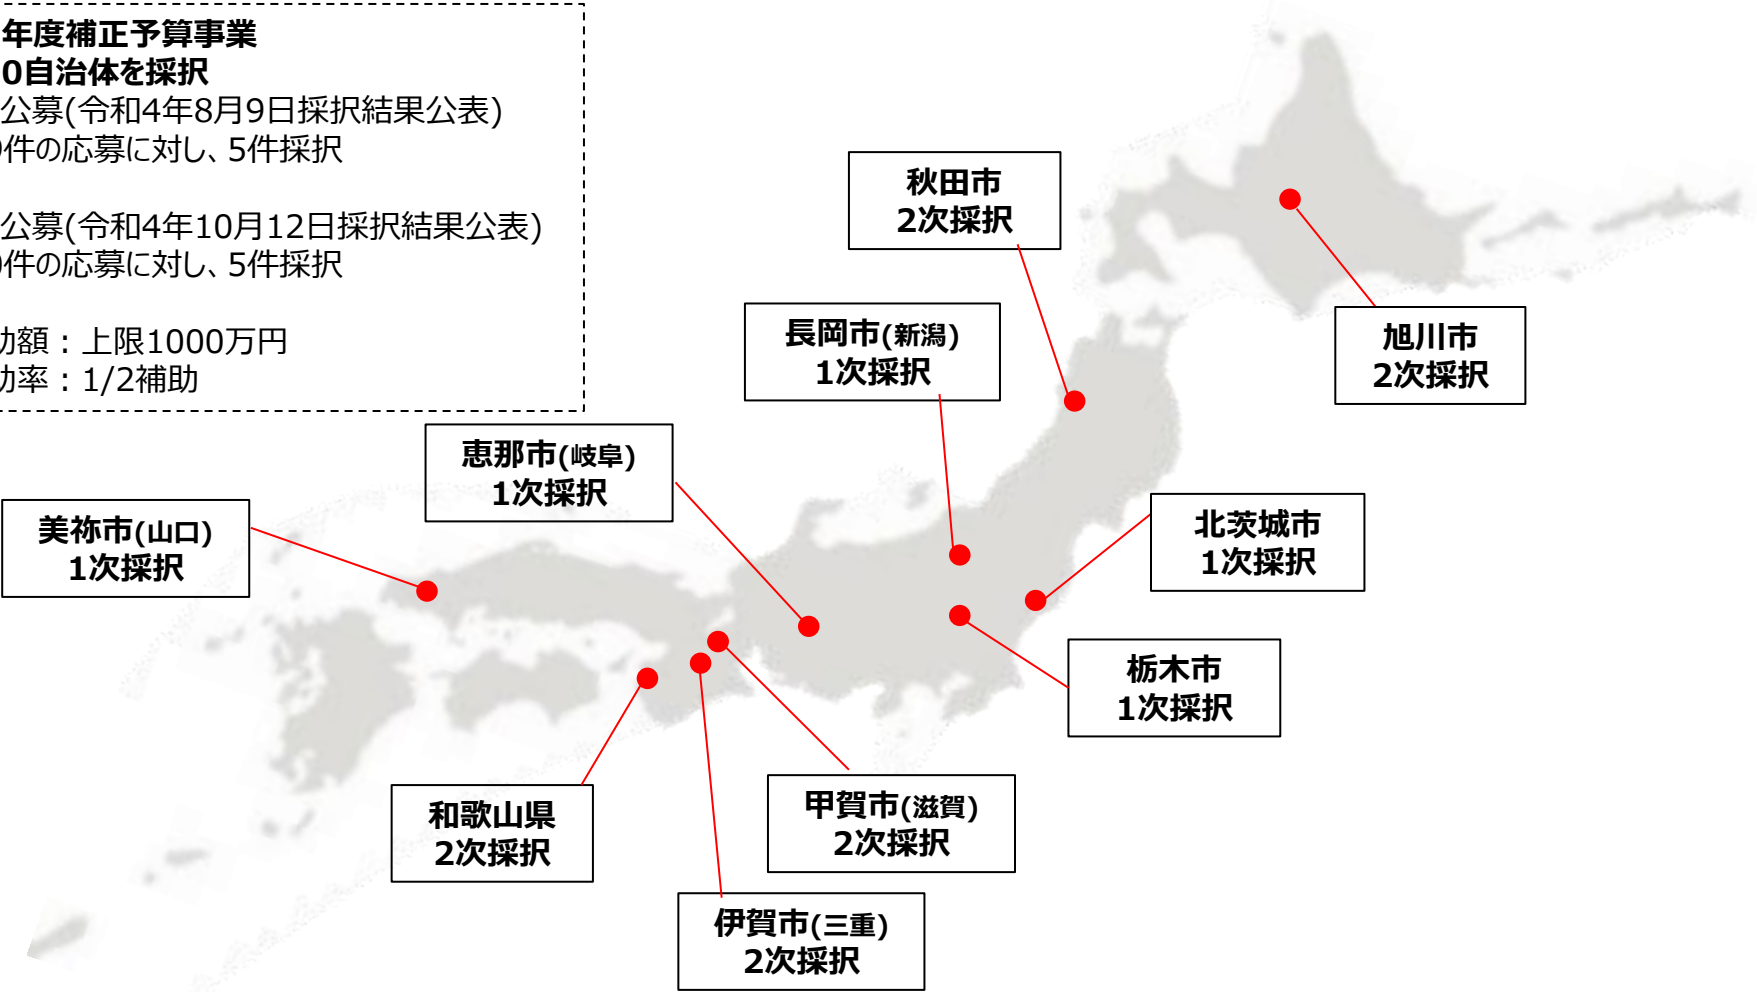 年度補正予算事業
0自治体を採択
公募(令和4年8月9日採択結果公表)
件の応募に対し、5件採択
公募(令和4年10月12日採択結果公表)
件の応募に対し、5件採択
助額：上限1000万円
助率：1/2補助
秋田市
2次採択
長岡市(新潟)
1次採択
旭川市
2次採択
恵那市(岐阜)
1次採択
美祢市(山口)
1次採択
北茨城市
1次採択
栃木市
1次採択
和歌山県
2次採択
甲賀市(滋賀)
2次採択
伊賀市(三重)
2次採択